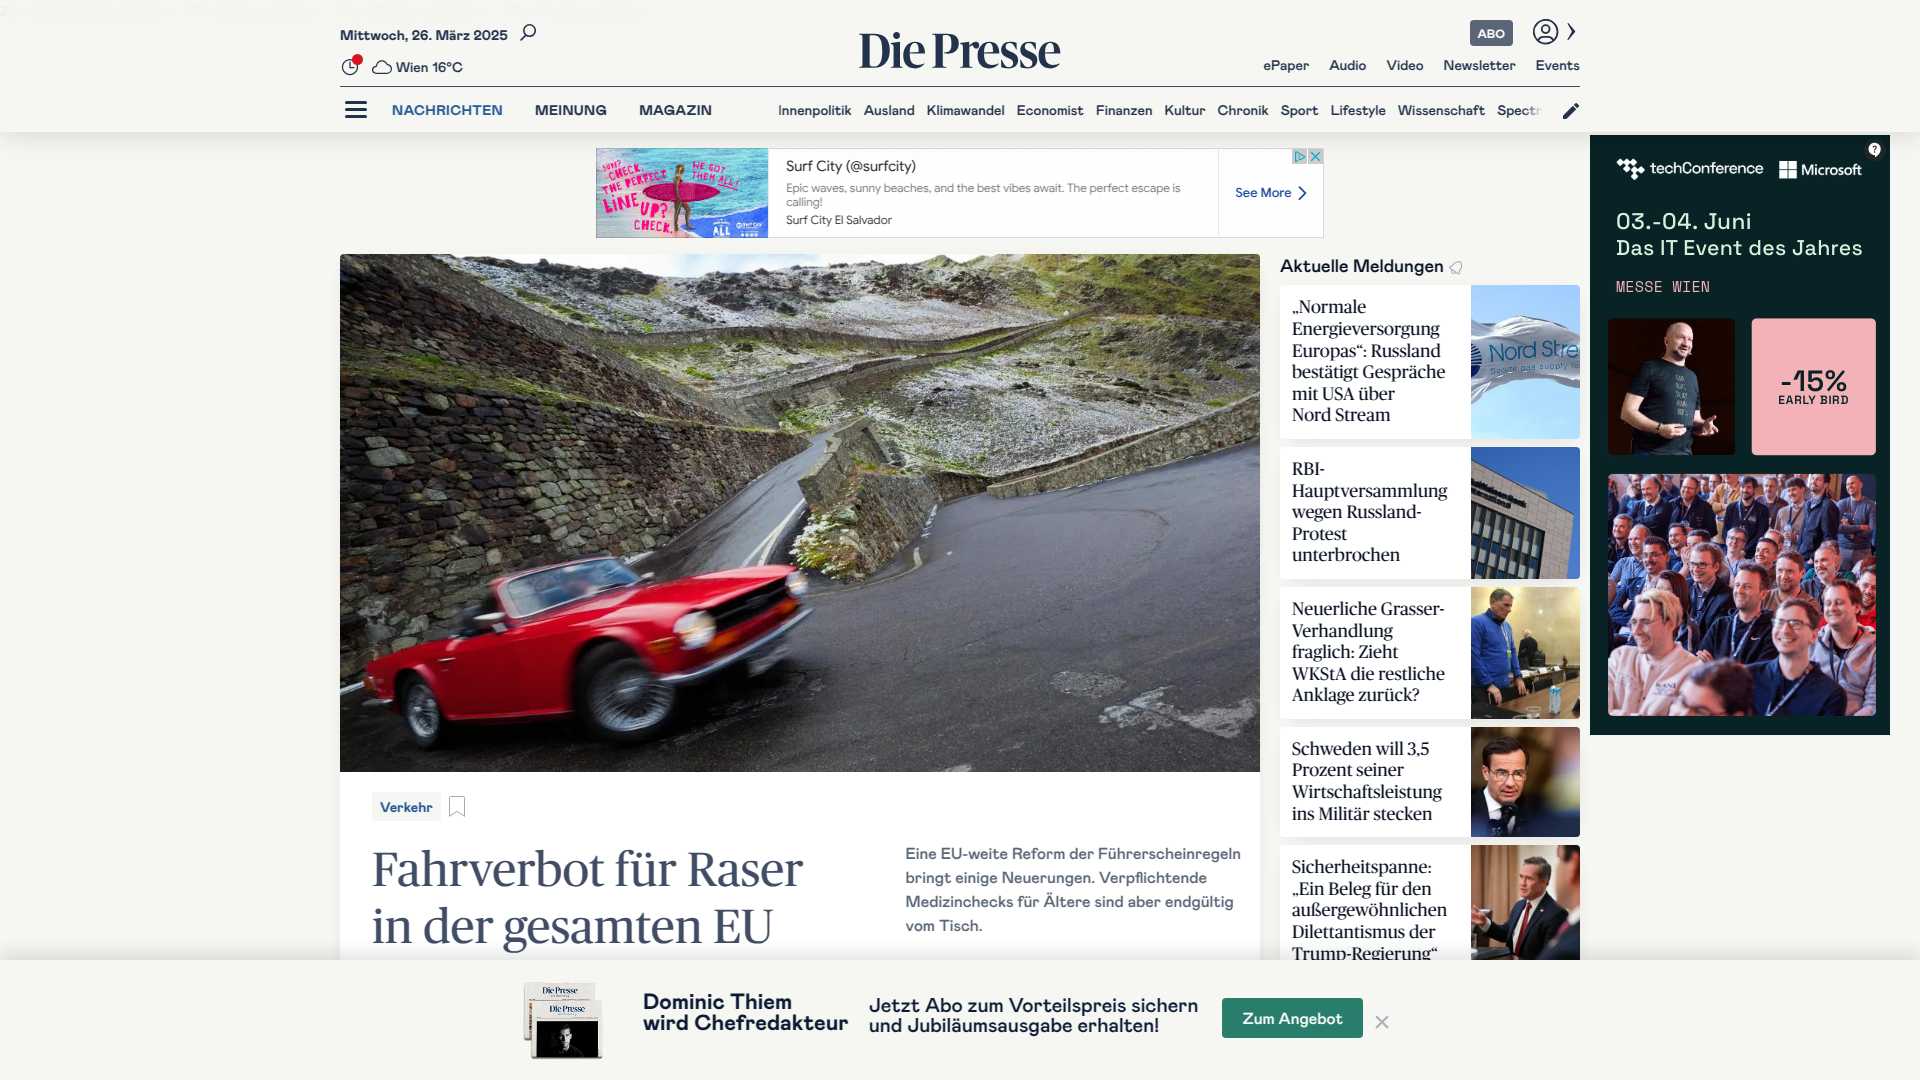 Mittwoch, 26. März 2025
Wien 16°C
Die Presse
ABO
ePaper Audio Video Newsletter Events
NACHRICHTEN MEINUNG MAGAZIN
Innenpolitik Ausland Klimawandel Economist Finanzen Kultur Chronik Sport Lifestyle Wissenschaft Spectr
SURF?
CHECK.
THE PERFECT
LINE UP?
CHECK.
WE GOT
THEM ALL!
Surf City (@surfcity)
Epic waves, sunny beaches, and the best vibes await. The perfect escape is
calling!
Surf City El Salvador
See More
techConference Microsoft
03.-04. Juni
Das IT Event des Jahres
MESSE WIEN
-15%
EARLY BIRD
Aktuelle Meldungen
„Normale
Energieversorgung
Europas“: Russland
bestätigt Gespräche
mit USA über
Nord Stream
Nord Stre
RBI-
Hauptversammlung
wegen Russland-
Protest
unterbrochen
Neuerliche Grasser-
Verhandlung
fraglich: Zieht
WKStA die restliche
Anklage zurück?
Schweden will 3,5
Prozent seiner
Wirtschaftsleistung
ins Militär stecken
Sicherheitspanne:
„Ein Beleg für den
außergewöhnlichen
Dilettantismus der
Trump-Regierung“
Verkehr
Fahrverbot für Raser
in der gesamten EU
Eine EU-weite Reform der Führerscheinregeln
bringt einige Neuerungen. Verpflichtende
Medizinchecks für Ältere sind aber endgültig
vom Tisch.
Die Presse
Die Presse
Dominic Thiem
wird Chefredakteur
Jetzt Abo zum Vorteilspreis sichern
und Jubiläumsausgabe erhalten!
Zum Angebot